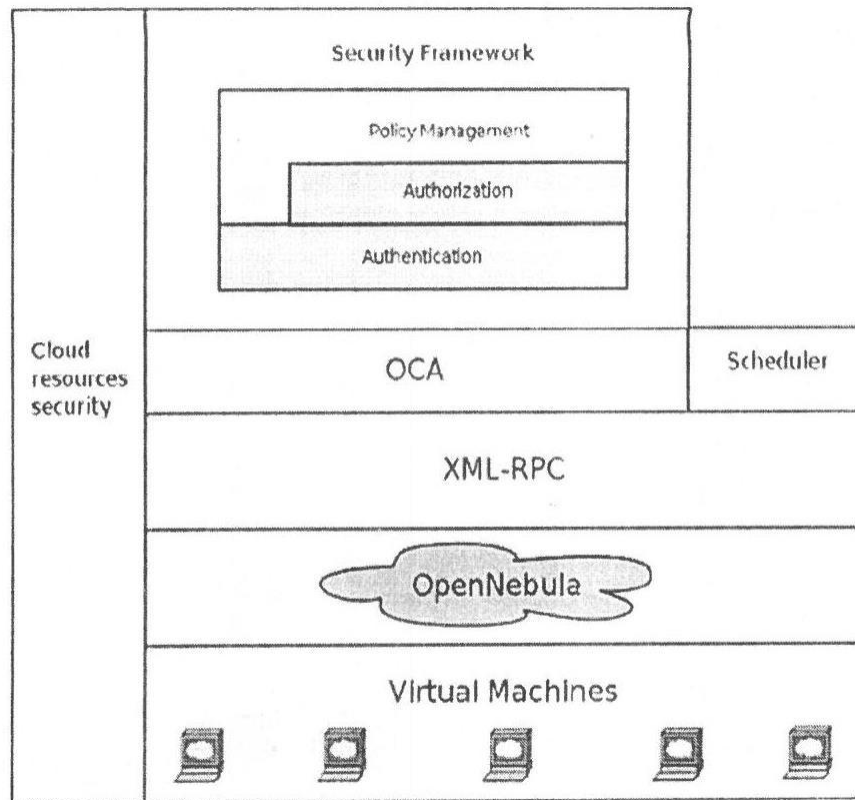 Security Framework
Policy Management
Authorization
Authentication
Cloud
resources
security
OCA
Scheduler
XML-RPC
OpenNebula
Virtual Machines